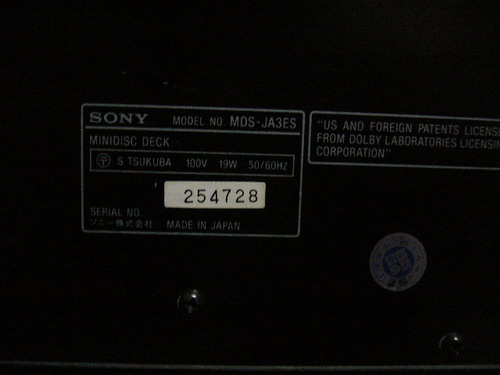 SONY MODEL NO. MDS-JA3ES
MINIDISC DECK
S TSUKUBA 100V 19W 50/60HZ
254728
SERIAL NO.
ソニー株式会社 MADE IN JAPAN
"US AND FOREIGN PATENTS LICENS
FROM DOLBY LABORATORIES LICENSIN
CORPORATION"